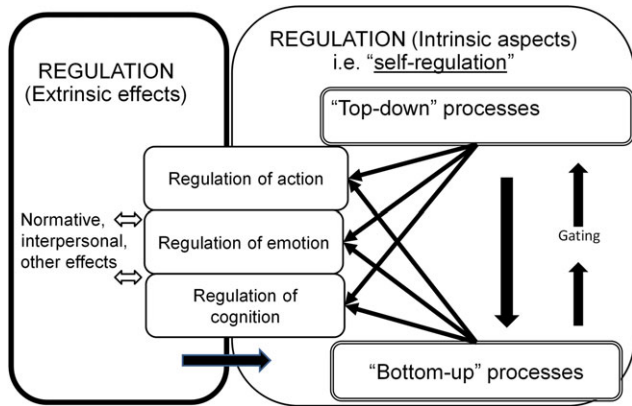 REGULATION
(Extrinsic effects)
REGULATION (Intrinsic aspects)
i.e. “self-regulation”
“Top-down” processes
Regulation of action
Normative,
interpersonal,
other effects
Regulation of emotion
Gating
Regulation of
cognition
“Bottom-up” processes